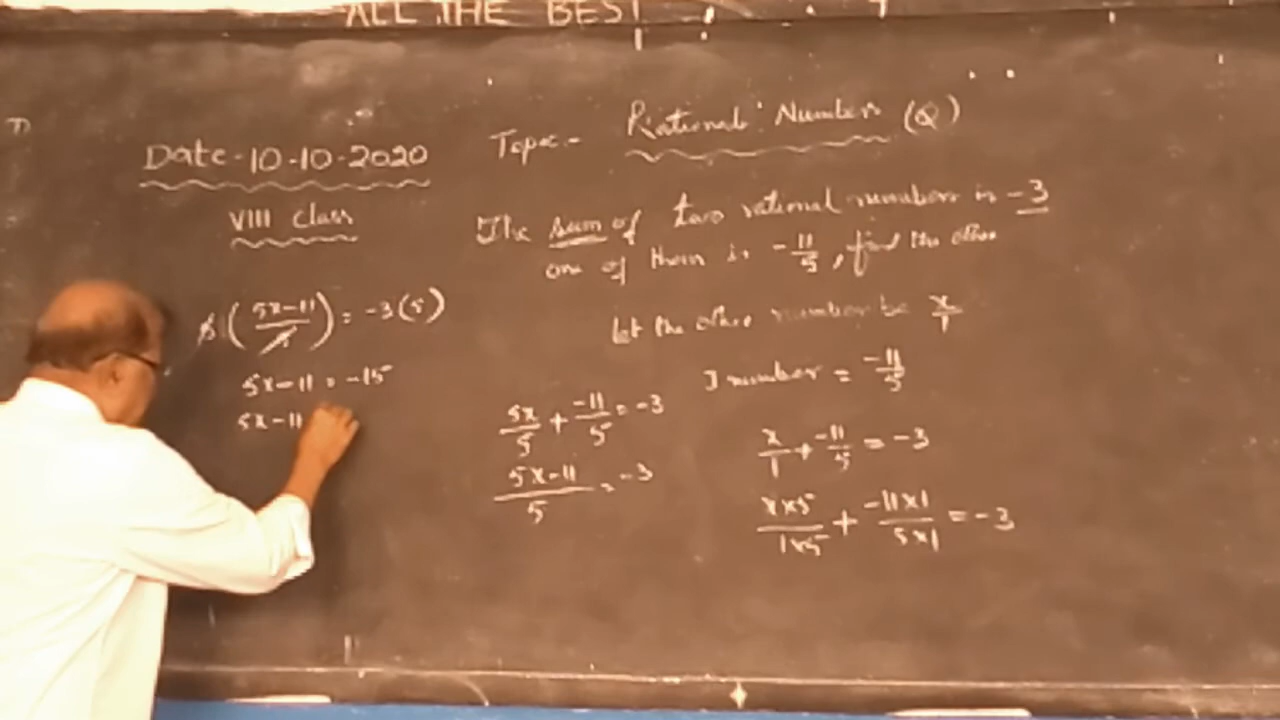 ALL THE BEST
Date-10-10-2020
Topic- Rational Numbers (Q)
VIII class
The sum of two rational numbers is -3
one of them is -11/5, find the other
Let the other number be x/1
I number = -11/5
x/1 + -11/5 = -3
x×5/1×5 + -11×1/5×1 = -3
5x/5 + -11/5 = -3
5x-11/5 = -3
5(5x-11/5) = -3(5)
5x-11 = -15
5x-11